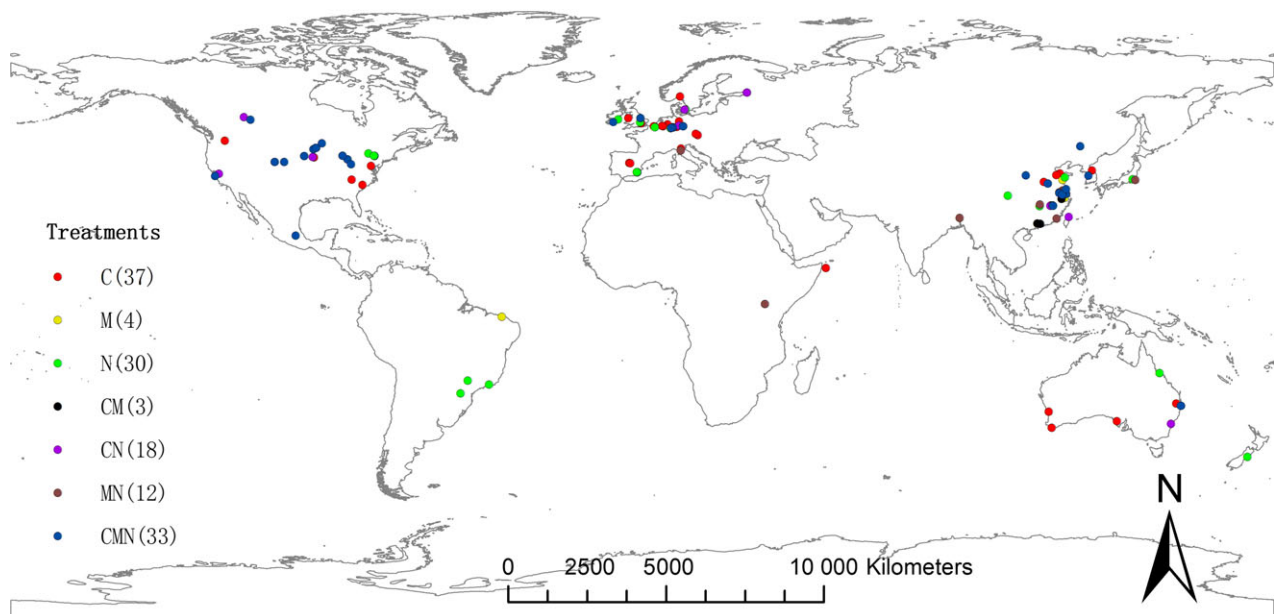 Treatments
C(37)
M(4)
N(30)
CM(3)
CN(18)
MN(12)
CMN(33)
N
0 2500 5000 10 000 Kilometers